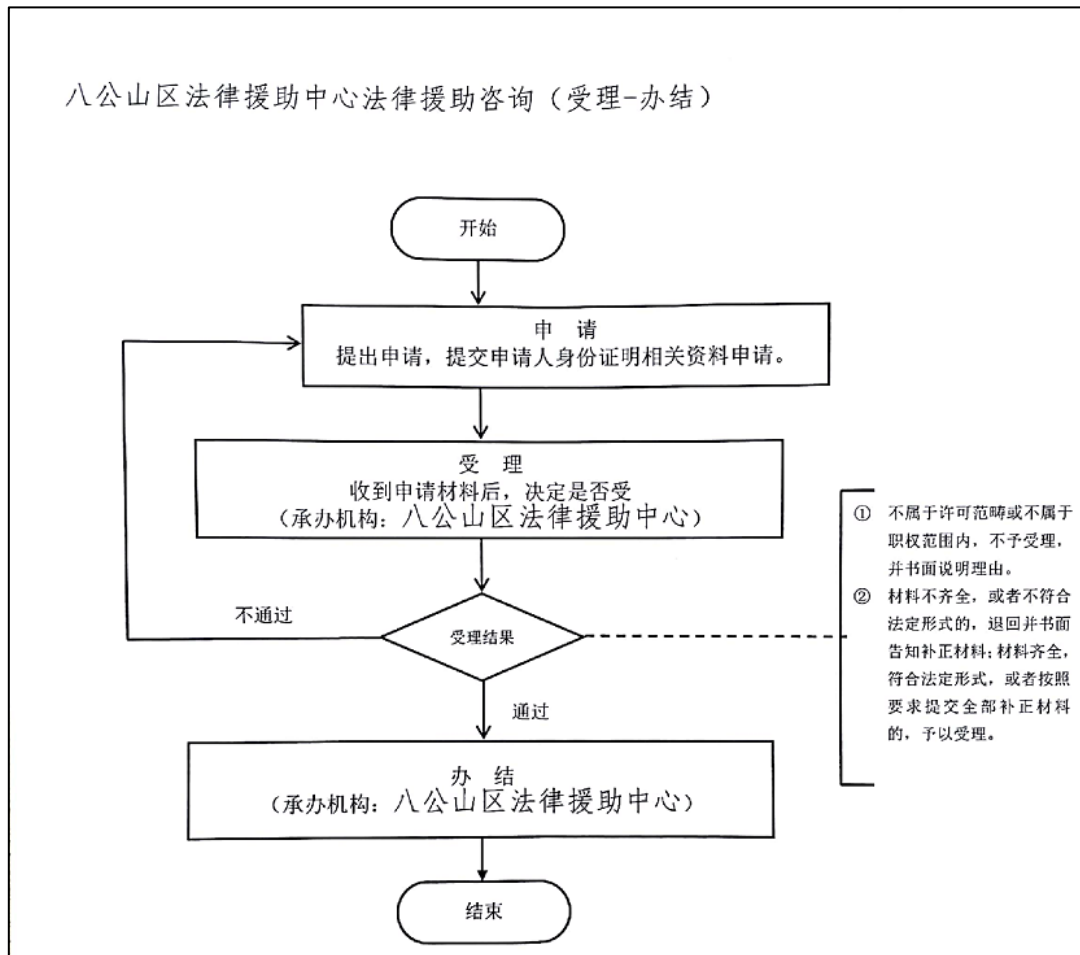 八公山区法律援助中心法律援助咨询（受理-办结）
开始
申 请
提出申请，提交申请人身份证明相关资料申请。
受 理
收到申请材料后，决定是否受
（承办机构：八公山区法律援助中心）
① 不属于许可范畴或不属于
职权范围内，不予受理，
并书面说明理由。
② 材料不齐全，或者不符合
法定形式的，退回并书面
告知补正材料；材料齐全，
符合法定形式，或者按照
要求提交全部补正材料
的，予以受理。
不通过
受理结果
通过
办 结
（承办机构：八公山区法律援助中心）
结束